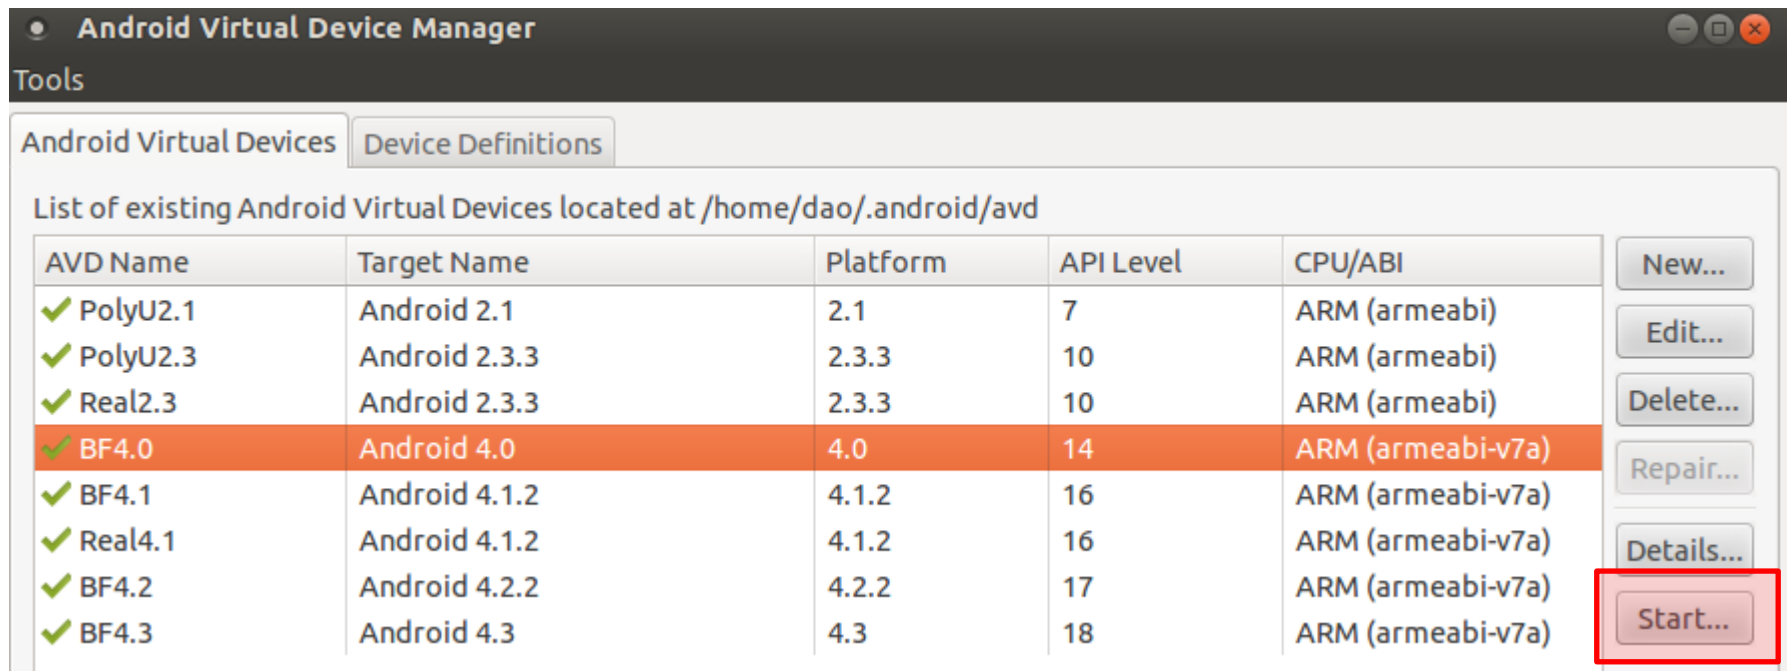 Android Virtual Device Manager
Tools
Android Virtual Devices Device Definitions
List of existing Android Virtual Devices located at /home/dao/.android/avd
AVD Name Target Name Platform API Level CPU/ABI New...
PolyU2.1 Android 2.1 2.1 7 ARM (armeabi)
Edit...
PolyU2.3 Android 2.3.3 2.3.3 10 ARM (armeabi)
Real2.3 Android 2.3.3 2.3.3 10 ARM (armeabi) Delete...
BF4.0 Android 4.0 4.0 14 ARM (armeabi-v7a)
Repair...
BF4.1 Android 4.1.2 4.1.2 16 ARM (armeabi-v7a)
Real4.1 Android 4.1.2 4.1.2 16 ARM (armeabi-v7a) Details...
BF4.2 Android 4.2.2 4.2.2 17 ARM (armeabi-v7a)
BF4.3 Android 4.3 4.3 18 ARM (armeabi-v7a) Start...